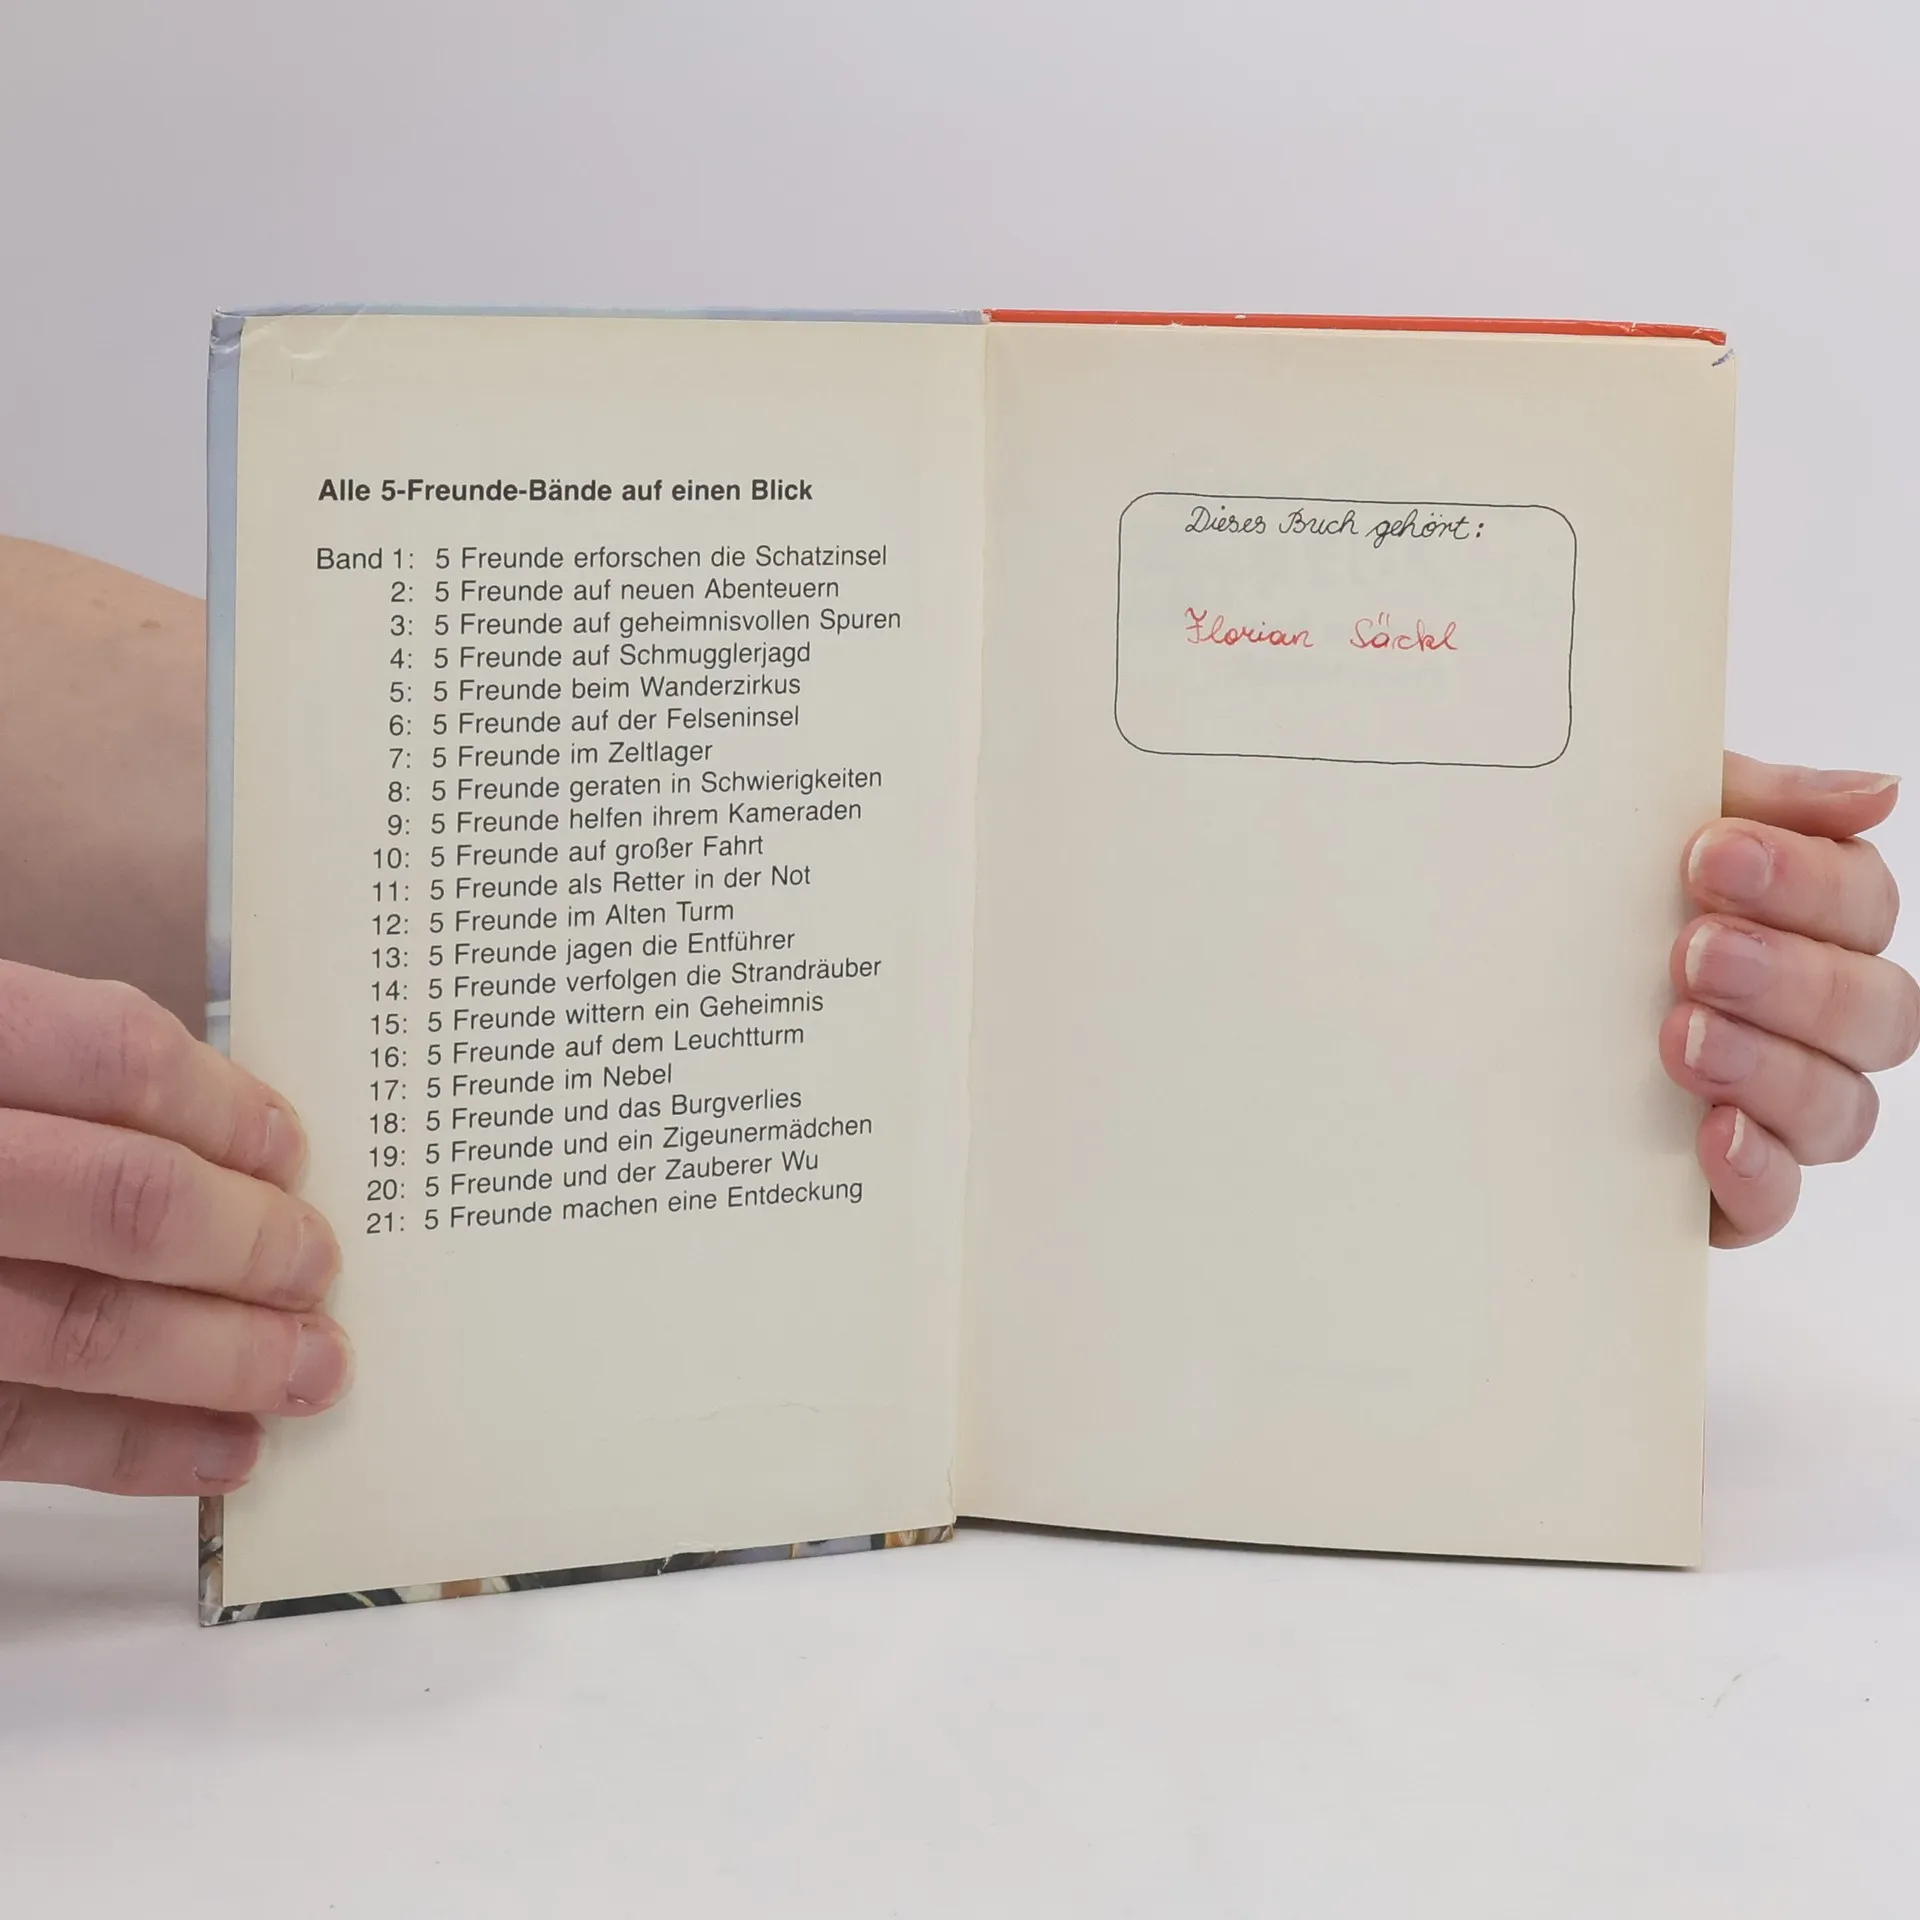 Alle 5-Freunde-Bände auf einen Blick
Band 1: 5 Freunde erforschen die Schatzinsel
2: 5 Freunde auf neuen Abenteuern
3: 5 Freunde auf geheimnisvollen Spuren
4: 5 Freunde auf Schmugglerjagd
5: 5 Freunde beim Wanderzirkus
6: 5 Freunde auf der Felseninsel
7: 5 Freunde im Zeltlager
8: 5 Freunde geraten in Schwierigkeiten
9: 5 Freunde helfen ihrem Kameraden
10: 5 Freunde auf großer Fahrt
11: 5 Freunde als Retter in der Not
12: 5 Freunde im Alten Turm
13: 5 Freunde jagen die Entführer
14: 5 Freunde verfolgen die Strandräuber
15: 5 Freunde wittern ein Geheimnis
16: 5 Freunde auf dem Leuchtturm
17: 5 Freunde im Nebel
18: 5 Freunde und das Burgverlies
19: 5 Freunde und ein Zigeunermädchen
20: 5 Freunde und der Zauberer Wu
21: 5 Freunde machen eine Entdeckung
Dieses Buch gehört:
Florian Säckl